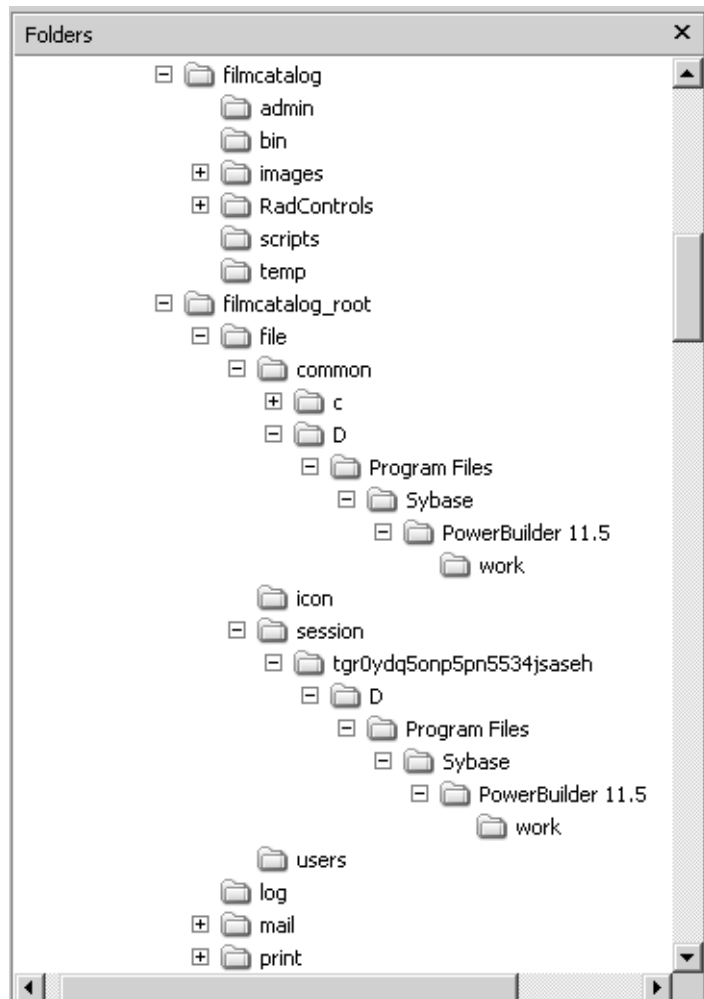 Folders
filmcatalog
admin
bin
images
RadControls
scripts
temp
filmcatalog_root
file
common
c
D
Program Files
Sybase
PowerBuilder 11.5
work
icon
session
tgr0ydq5onp5pn5534jsaseh
D
Program Files
Sybase
PowerBuilder 11.5
work
users
log
mail
print